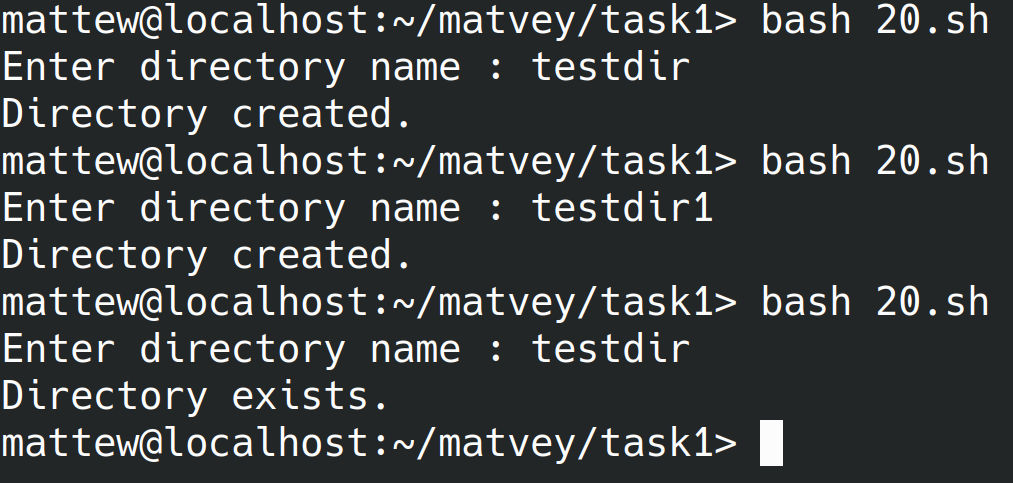 mattew@localhost:~/matvey/task1> bash 20.sh
Enter directory name : testdir
Directory created.
mattew@localhost:~/matvey/task1> bash 20.sh
Enter directory name : testdir1
Directory created.
mattew@localhost:~/matvey/task1> bash 20.sh
Enter directory name : testdir
Directory exists.
mattew@localhost:~/matvey/task1>